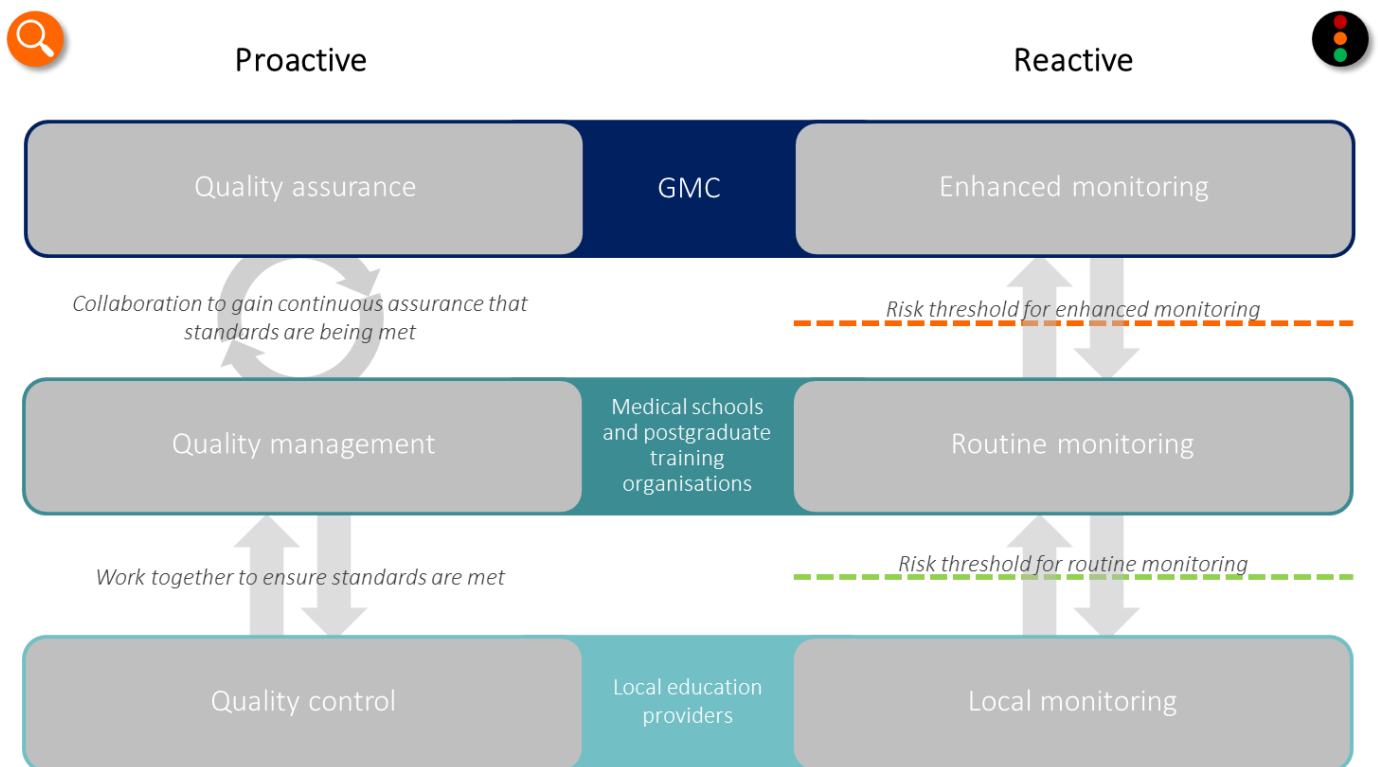 Proactive
Reactive
Quality assurance
GMC
Enhanced monitoring
Collaboration to gain continuous assurance that
standards are being met
Risk threshold for enhanced monitoring
Quality management
Medical schools
and postgraduate
training
organisations
Routine monitoring
Work together to ensure standards are met
Risk threshold for routine monitoring
Quality control
Local education
providers
Local monitoring